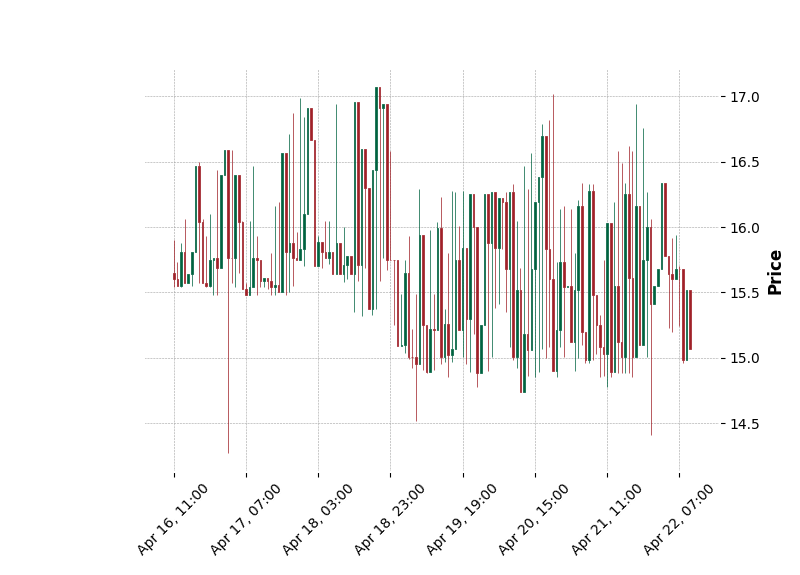 17.0
16.5
16.0
15.5
15.0
14.5
Price
Apr 16, 11:00
Apr 17, 07:00
Apr 18, 03:00
Apr 18, 23:00
Apr 19, 19:00
Apr 20, 15:00
Apr 21, 11:00
Apr 22, 07:00